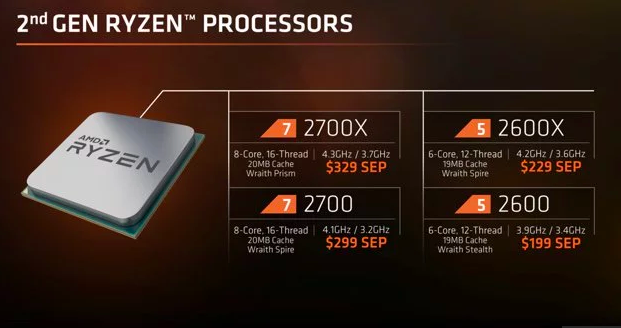 2nd GEN RYZEN™ PROCESSORS
AMD
RYZEN
7 2700X
8-Core, 16-Thread | 4.3GHz / 3.7GHz
20MB Cache
Wraith Prism
$329 SEP
5 2600X
6-Core, 12-Thread | 4.2GHz / 3.6GHz
19MB Cache
Wraith Spire
$229 SEP
7 2700
8-Core, 16-Thread | 4.1GHz / 3.2GHz
20MB Cache
Wraith Spire
$299 SEP
5 2600
6-Core, 12-Thread | 3.9GHz / 3.4GHz
19MB Cache
Wraith Stealth
$199 SEP